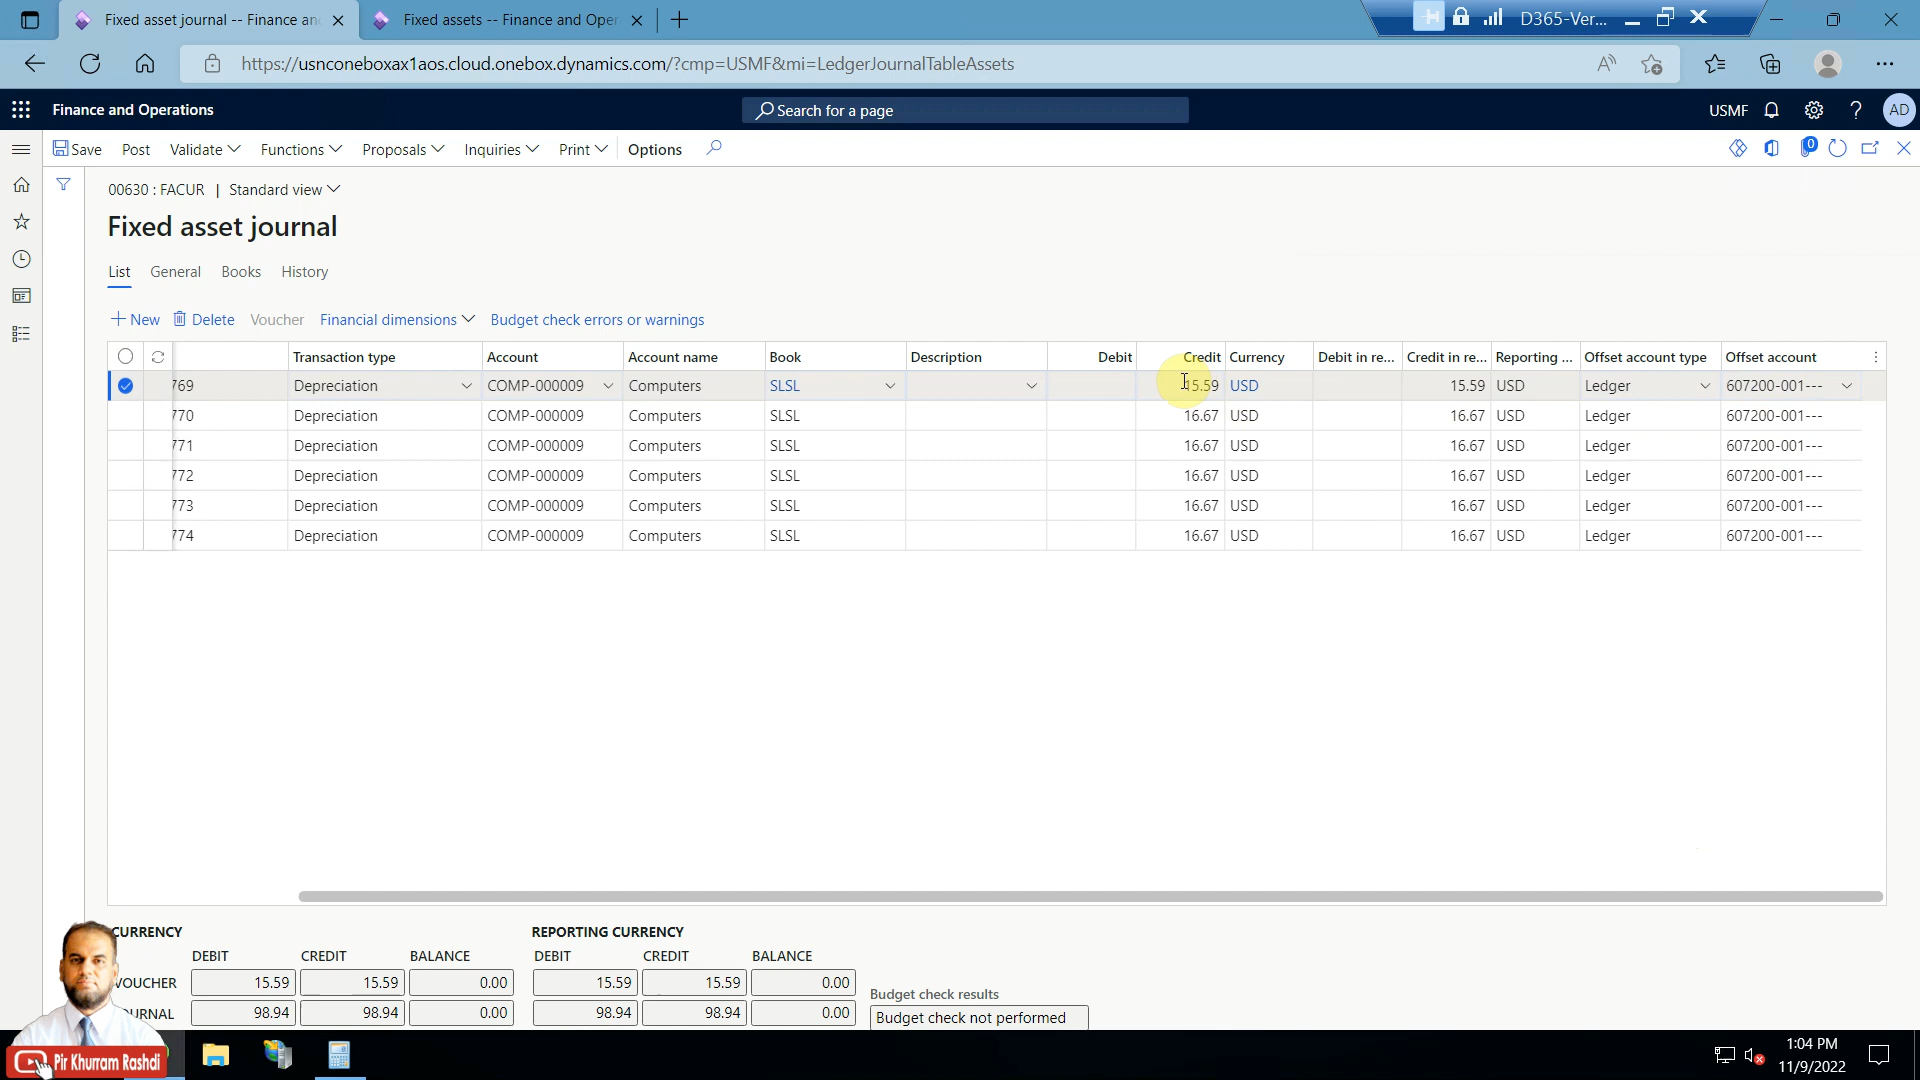 Fixed asset journal -- Finance an
Fixed assets -- Finance and Oper
D365-Ver...
https://usnconeboxax1aos.cloud.onebox.dynamics.com/?cmp=USMF&mi=LedgerJournalTableAssets
Finance and Operations
Search for a page
USMF
AD
Save Post Validate Functions Proposals Inquiries Print Options
0
00630 : FACUR | Standard view
Fixed asset journal
List General Books History
New Delete Voucher Financial dimensions Budget check errors or warnings
Transaction type Account Account name Book Description Debit Credit Currency Debit in re... Credit in re... Reporting ... Offset account type Offset account
769 Depreciation COMP-000009 Computers SLSL 15.59 USD 15.59 USD Ledger 607200-001---
770 Depreciation COMP-000009 Computers SLSL 16.67 USD 16.67 USD Ledger 607200-001---
771 Depreciation COMP-000009 Computers SLSL 16.67 USD 16.67 USD Ledger 607200-001---
772 Depreciation COMP-000009 Computers SLSL 16.67 USD 16.67 USD Ledger 607200-001---
773 Depreciation COMP-000009 Computers SLSL 16.67 USD 16.67 USD Ledger 607200-001---
774 Depreciation COMP-000009 Computers SLSL 16.67 USD 16.67 USD Ledger 607200-001---
CURRENCY REPORTING CURRENCY
DEBIT CREDIT BALANCE DEBIT CREDIT BALANCE
VOUCHER 15.59 15.59 0.00 15.59 15.59 0.00
Budget check results
URNAL 98.94 98.94 0.00 98.94 98.94 0.00
Budget check not performed
Pir Khurram Rashdi
1:04 PM
11/9/2022